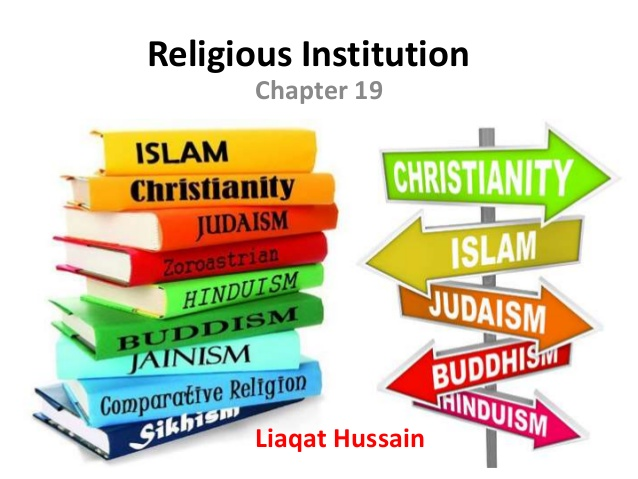 Religious Institution
Chapter 19
ISLAM
Christianity
JUDAISM
Zoroastrian
HINDUISM
BUDDISM
JAINISM
Comparative Religion
Sikhism
CHRISTIANITY
ISLAM
JUDAISM
BUDDHISM
HINDUISM
Liaqat Hussain